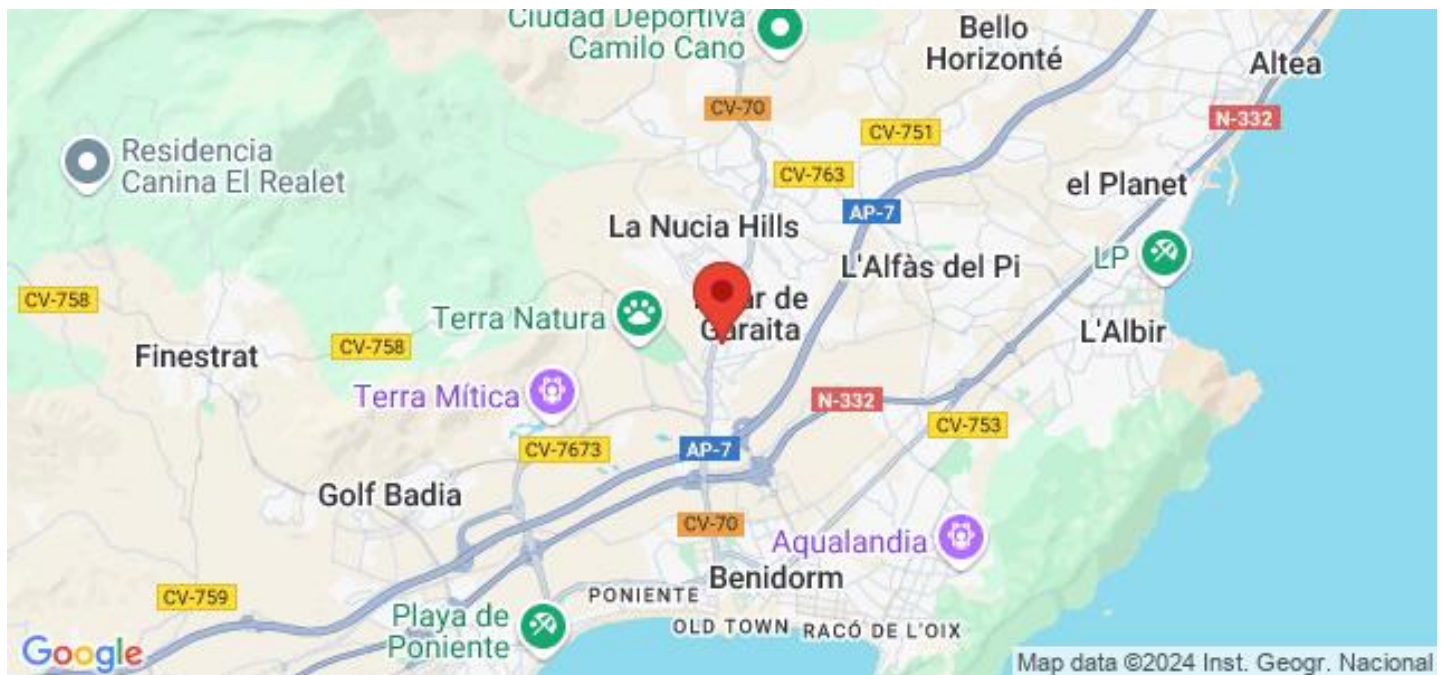 Ciudad Deportiva
Camilo Cano
Bello
Horizonté
Altea
CV-70
N-332
CV-751
Residencia
Canina El Realet
CV-763
el Planet
AP-7
La Nucia Hills
L'Alfàs del Pi
LP
CV-758
Terra Natura
ar de
Garaita
L'Albir
Finestrat
CV-758
Terra Mítica
N-332
CV-753
CV-7673
AP-7
Golf Badia
CV-70
Aqualandia
Benidorm
CV-759
PONIENTE
Playa de
Poniente
OLD TOWN
RACÓ DE L'OIX
Google
Map data ©2024 Inst. Geogr. Nacional